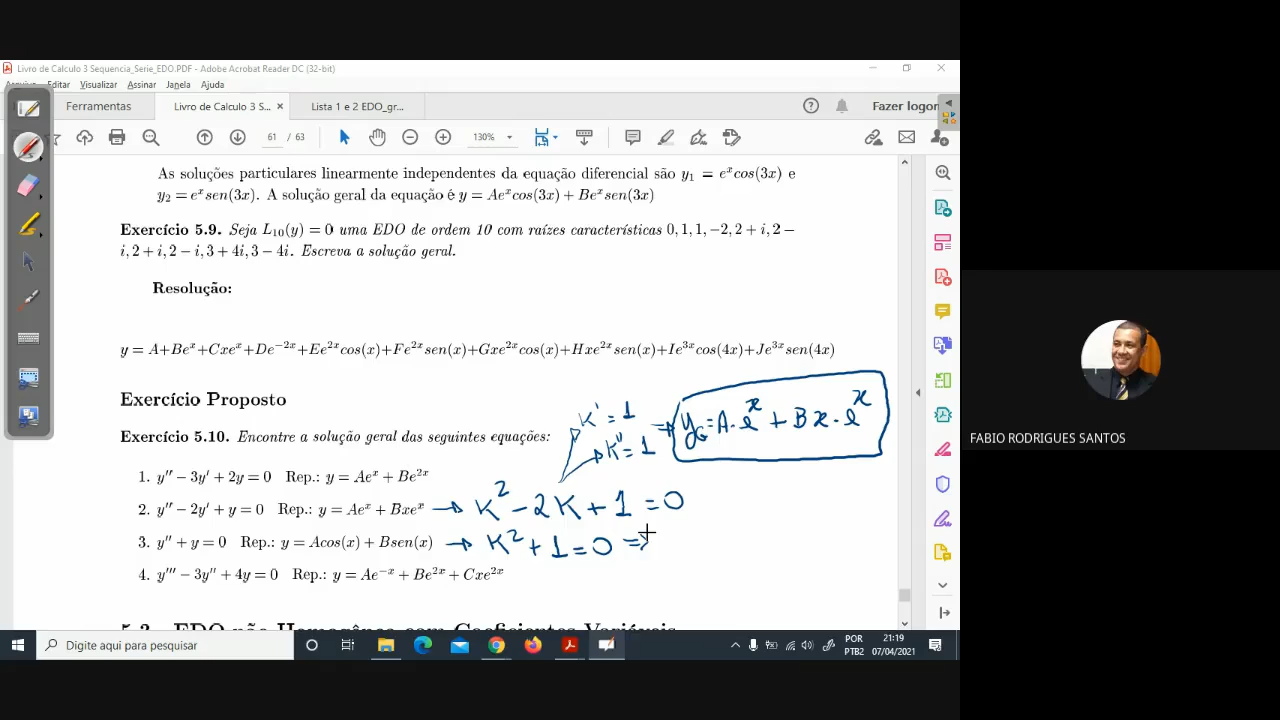 Livro de Calculo 3 Sequencia_Serie_EDO.PDF - Adobe Acrobat Reader DC (32-bit)
Editar Visualizar Assinar Janela Ajuda
Ferramentas Livro de Calculo 3 S... × Lista 1 e 2 EDO_gr... Fazer logon
61 / 63 130%
As soluções particulares linearmente independentes da equação diferencial são y₁ = eˣcos(3x) e
y₂ = eˣsen(3x). A solução geral da equação é y = Aeˣcos(3x) + Beˣsen(3x)
Exercício 5.9. Seja L₁₀(y) = 0 uma EDO de ordem 10 com raízes características 0, 1, 1, −2, 2 + i, 2 −
i, 2 + i, 2 − i, 3 + 4i, 3 − 4i. Escreva a solução geral.
Resolução:
y = A+Beˣ+Cxeˣ+De⁻²ˣ+Ee²ˣcos(x)+Fe²ˣsen(x)+Gxe²ˣcos(x)+Hxe²ˣsen(x)+Ie³ˣcos(4x)+Je³ˣsen(4x)
Exercício Proposto
K' = 1
K'' = 1 → y_G = A·eˣ + Bx·eˣ
Exercício 5.10. Encontre a solução geral das seguintes equações:
1. y'' − 3y' + 2y = 0 Rep.: y = Aeˣ + Be²ˣ
2. y'' − 2y' + y = 0 Rep.: y = Aeˣ + Bxeˣ → K² − 2K + 1 = 0
3. y'' + y = 0 Rep.: y = Acos(x) + Bsen(x) → K² + 1 = 0 ⇒
4. y''' − 3y'' + 4y = 0 Rep.: y = Ae⁻ˣ + Be²ˣ + Cxe²ˣ
FABIO RODRIGUES SANTOS
Digite aqui para pesquisar
POR
PTB2
21:19
07/04/2021